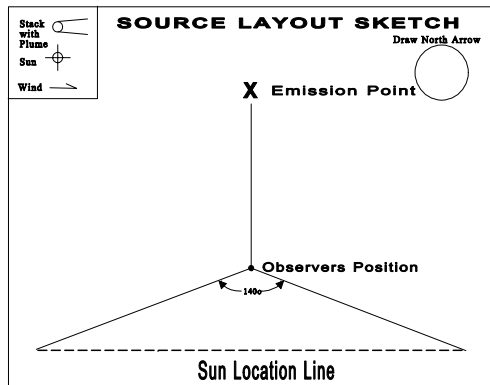 SOURCE LAYOUT SKETCH
Stack
with
Plume
Sun
Wind
Draw North Arrow
X Emission Point
Observers Position
140o
Sun Location Line